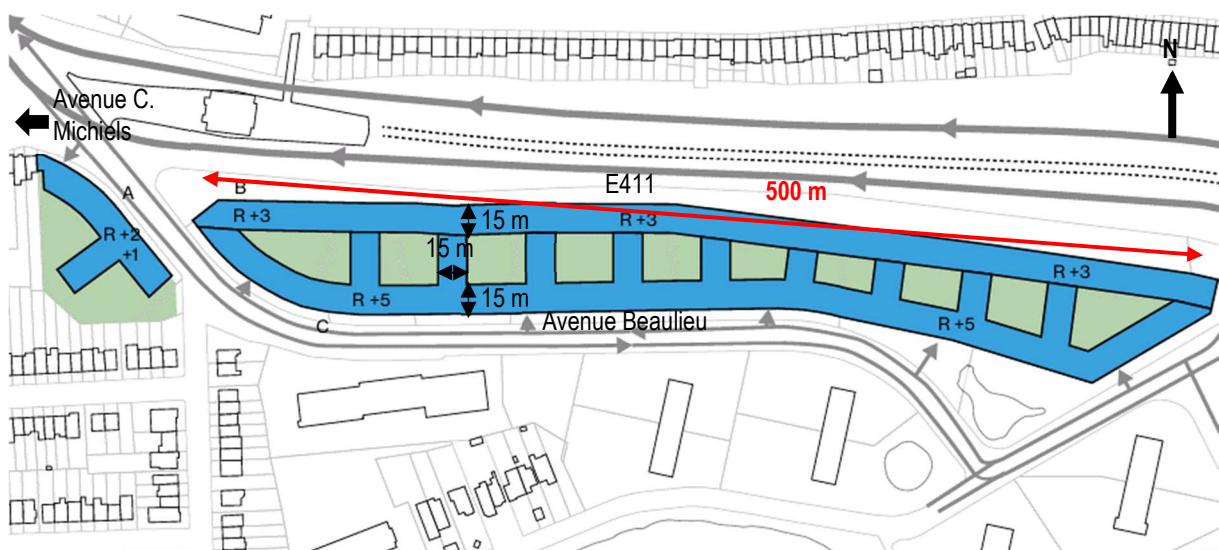 N
Avenue C.
Michiels
A
B
E411
500 m
R +3
15 m
R +3
R +2
+1
15 m
R +3
R +5
15 m
C
Avenue Beaulieu
R +5